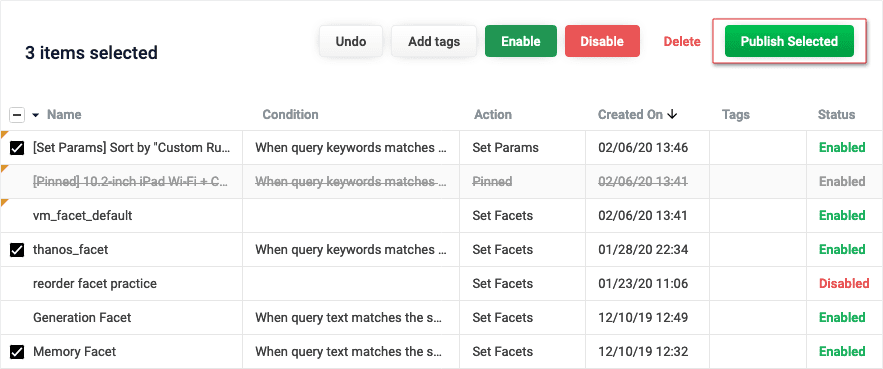 3 items selected Undo Add tags Enable Disable Delete Publish Selected
Name Condition Action Created On Tags Status
[Set Params] Sort by "Custom Ru... When query keywords matches ... Set Params 02/06/20 13:46 Enabled
[Pinned] 10.2-inch iPad Wi-Fi + C... When query keywords matches ... Pinned 02/06/20 13:41 Enabled
vm_facet_default Set Facets 02/06/20 13:41 Enabled
thanos_facet When query keywords matches ... Set Facets 01/28/20 22:34 Enabled
reorder facet practice Set Facets 01/23/20 11:06 Disabled
Generation Facet When query text matches the s... Set Facets 12/10/19 12:49 Enabled
Memory Facet When query text matches the s... Set Facets 12/10/19 12:32 Enabled